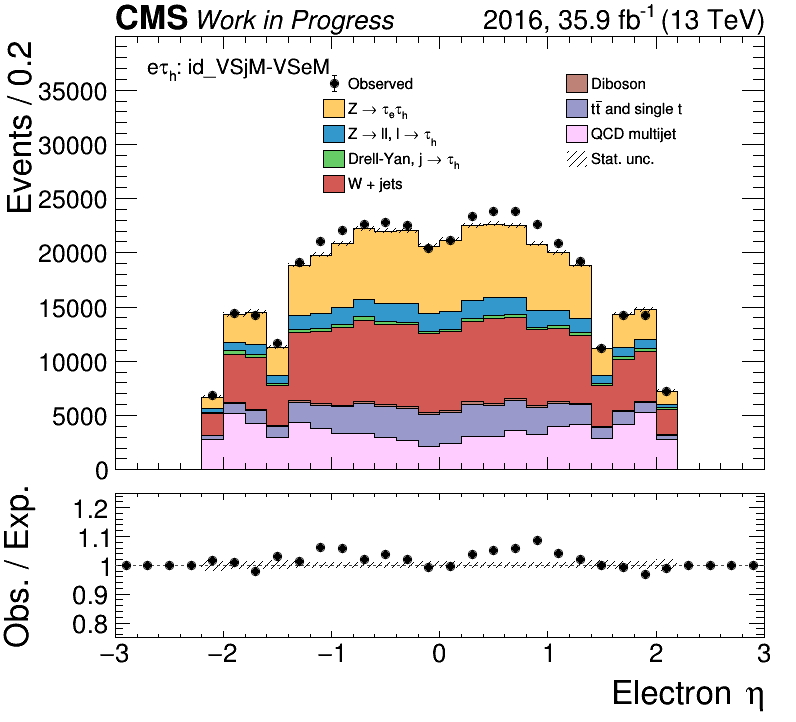 CMS Work in Progress 2016, 35.9 fb⁻¹ (13 TeV)
eτₕ: id_VSjM-VSeM
Observed
Z → τₑτₕ
Z → ll, l → τₕ
Drell-Yan, j → τₕ
W + jets
Diboson
tt̄ and single t
QCD multijet
Stat. unc.
Events / 0.2
35000
30000
25000
20000
15000
10000
5000
0
Obs. / Exp.
1.2
1.1
1
0.9
0.8
−3 −2 −1 0 1 2 3
Electron η